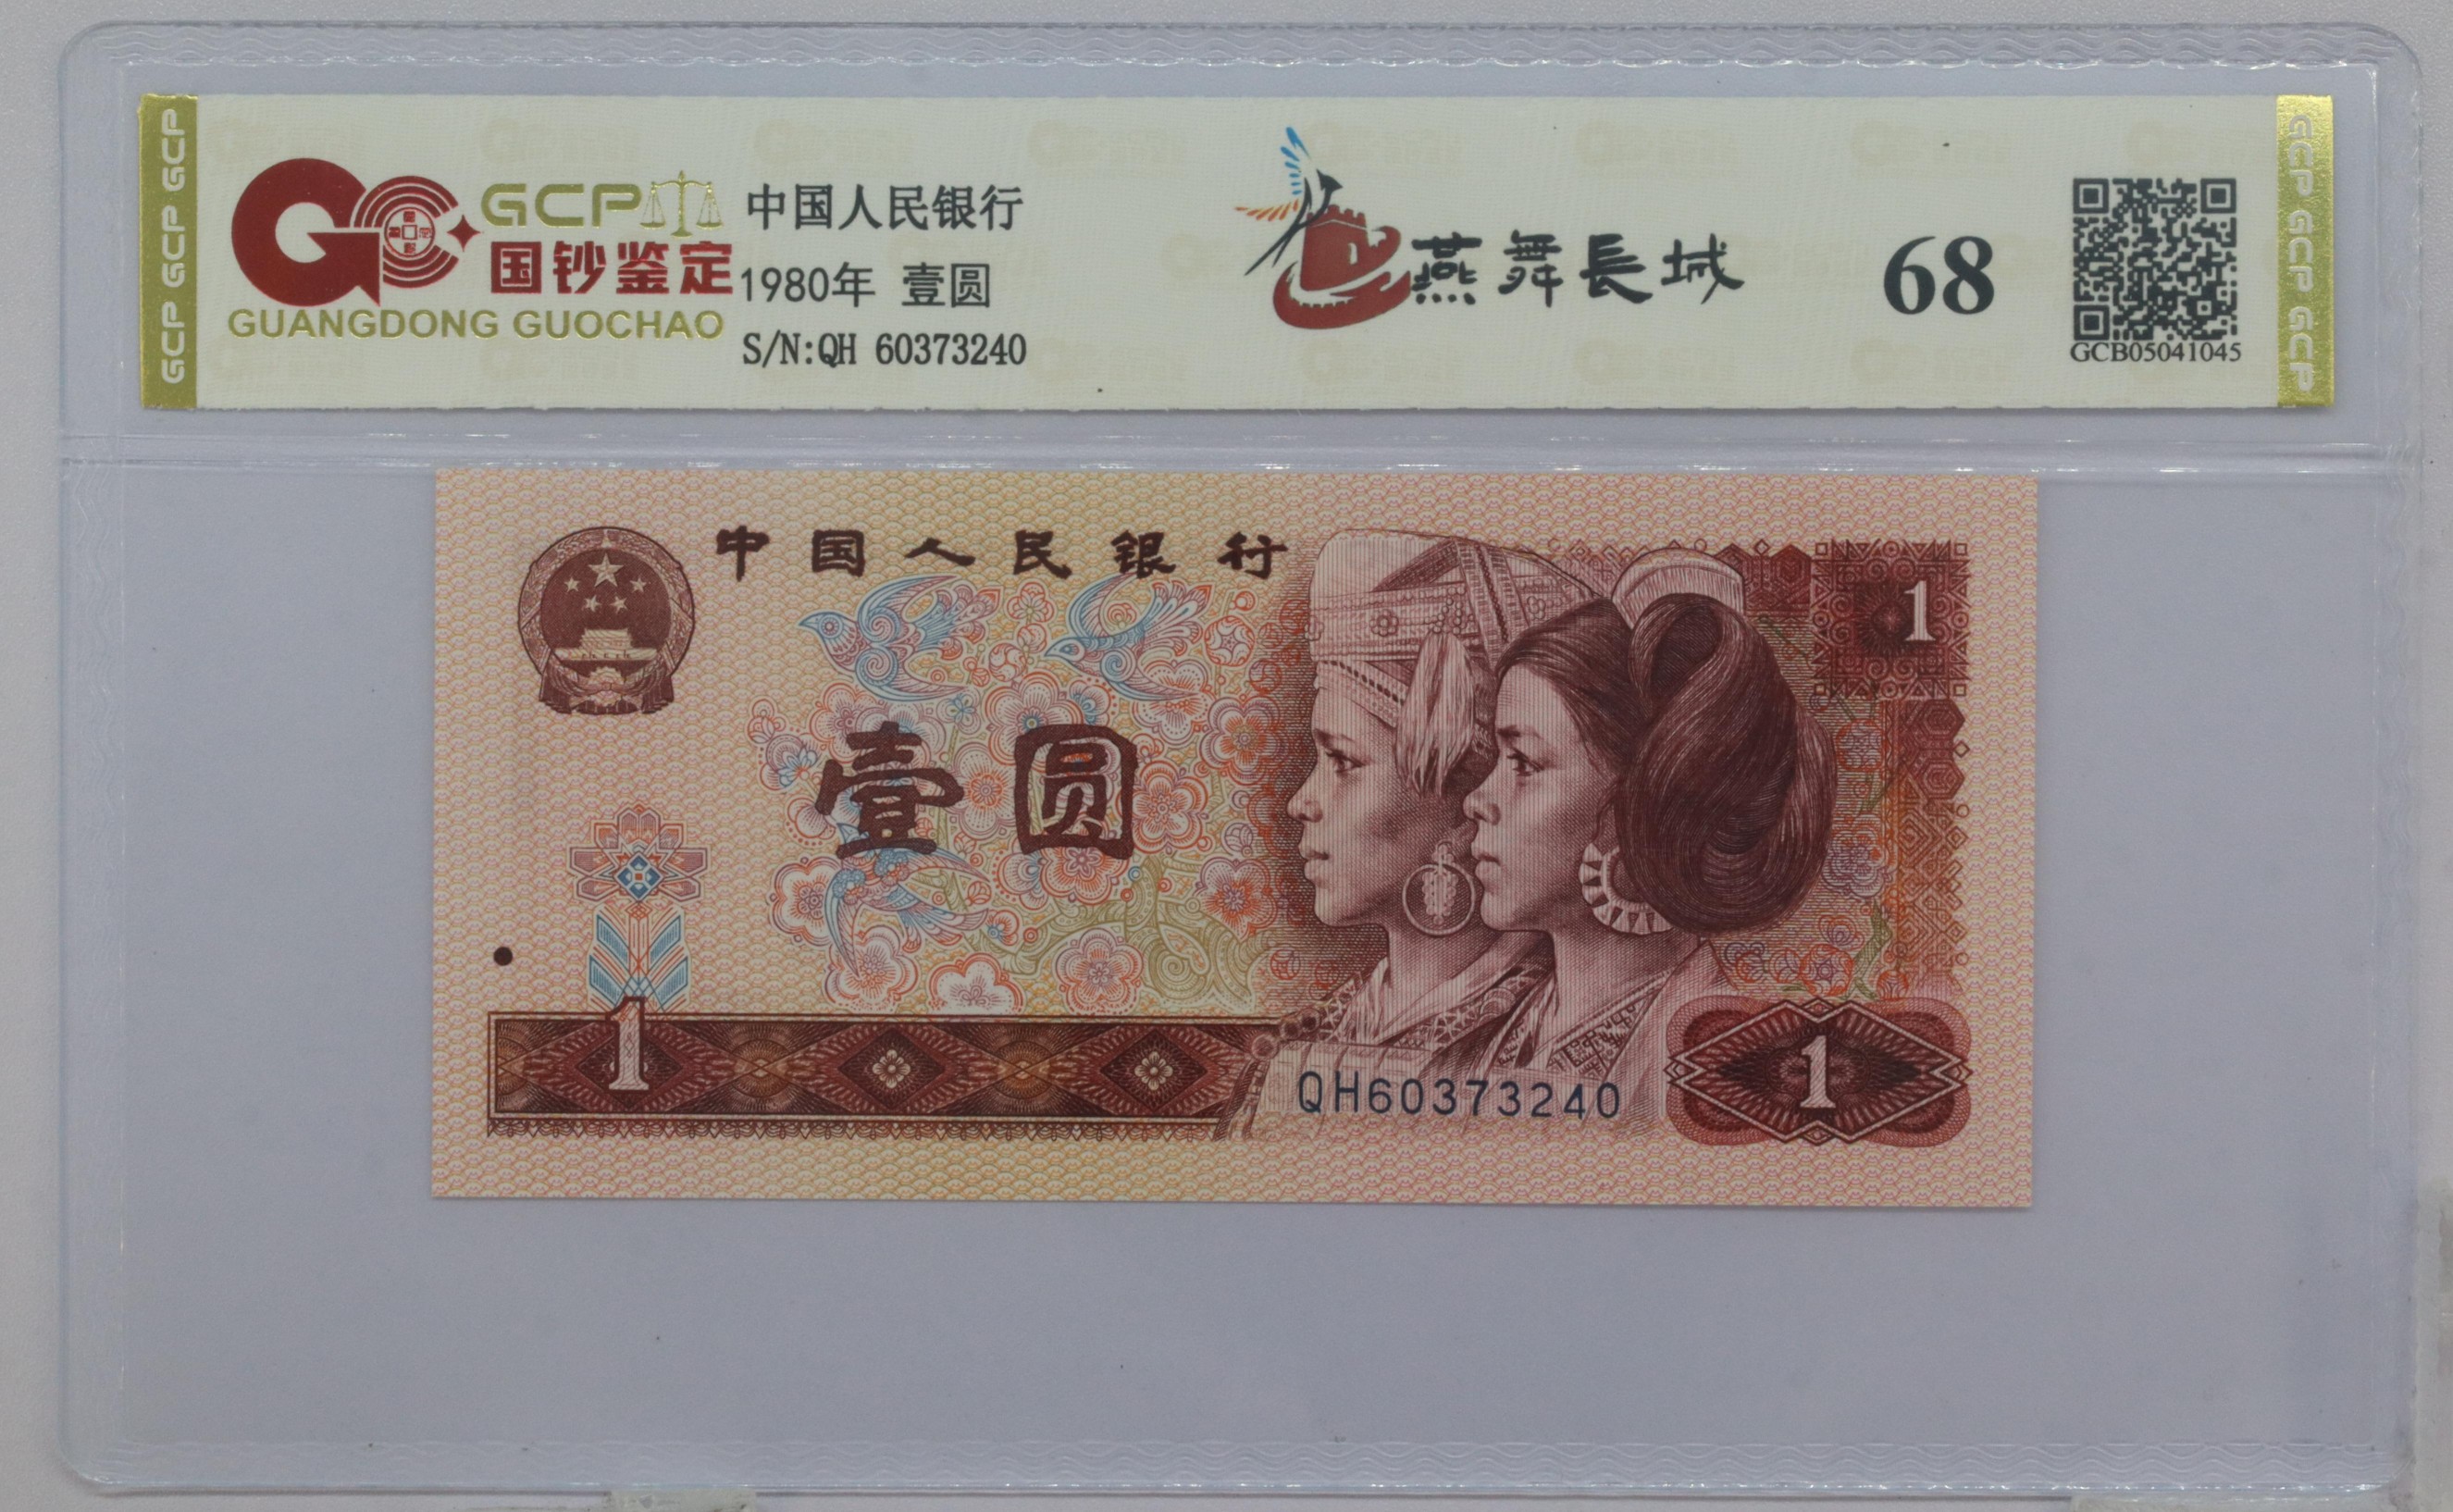 GCP GCP GCP
GCP
国钞鉴定
GUANGDONG GUOCHAO
中国人民银行
1980年 壹圆
S/N:QH 60373240
燕舞長城
68
GCB05041045
GCP GCP GCP
中国人民银行
1
壹圆
1
QH60373240
1